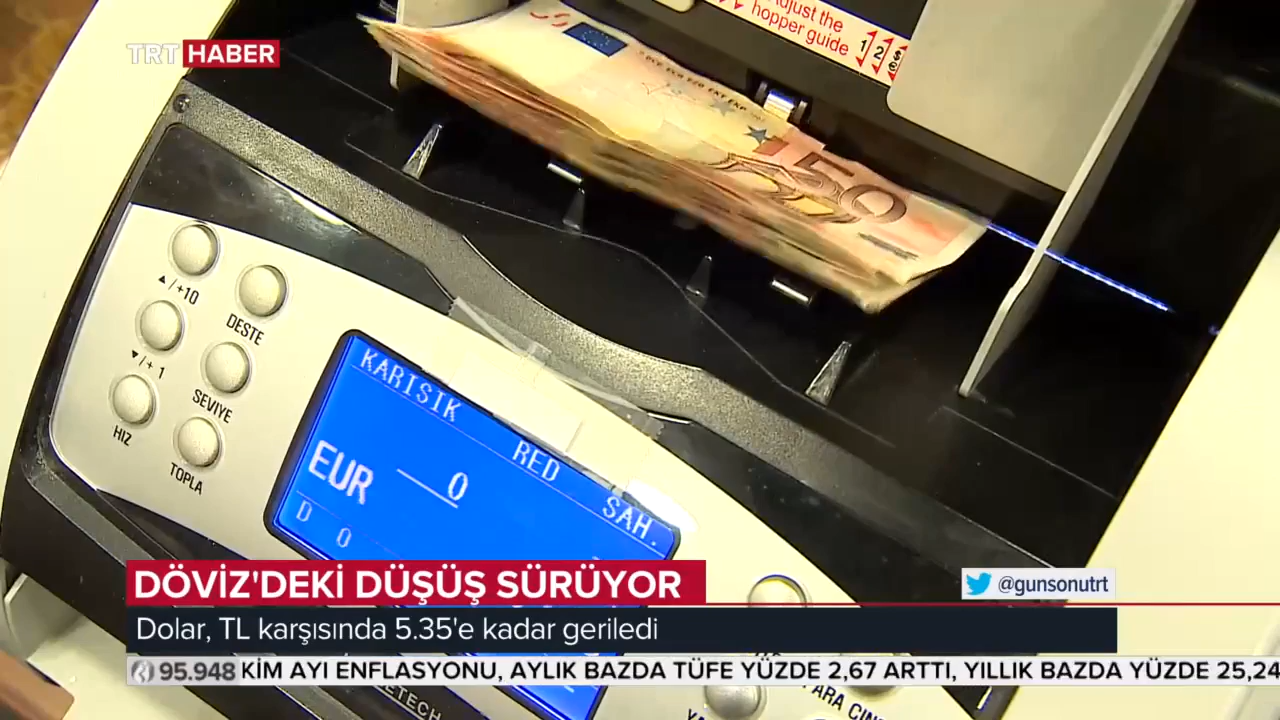 TRT HABER
Adjust the
hopper guide
1 2
50
▲/+10
DESTE
▼/+ 1
SEVİYE
HIZ
TOPLA
KARISIK
RED
SAH.
EUR 0
D 0
DÖVİZ'DEKİ DÜŞÜŞ SÜRÜYOR
@gunsonutrt
Dolar, TL karşısında 5.35'e kadar geriledi
95.948 KİM AYI ENFLASYONU, AYLIK BAZDA TÜFE YÜZDE 2,67 ARTTI, YILLIK BAZDA YÜZDE 25,24